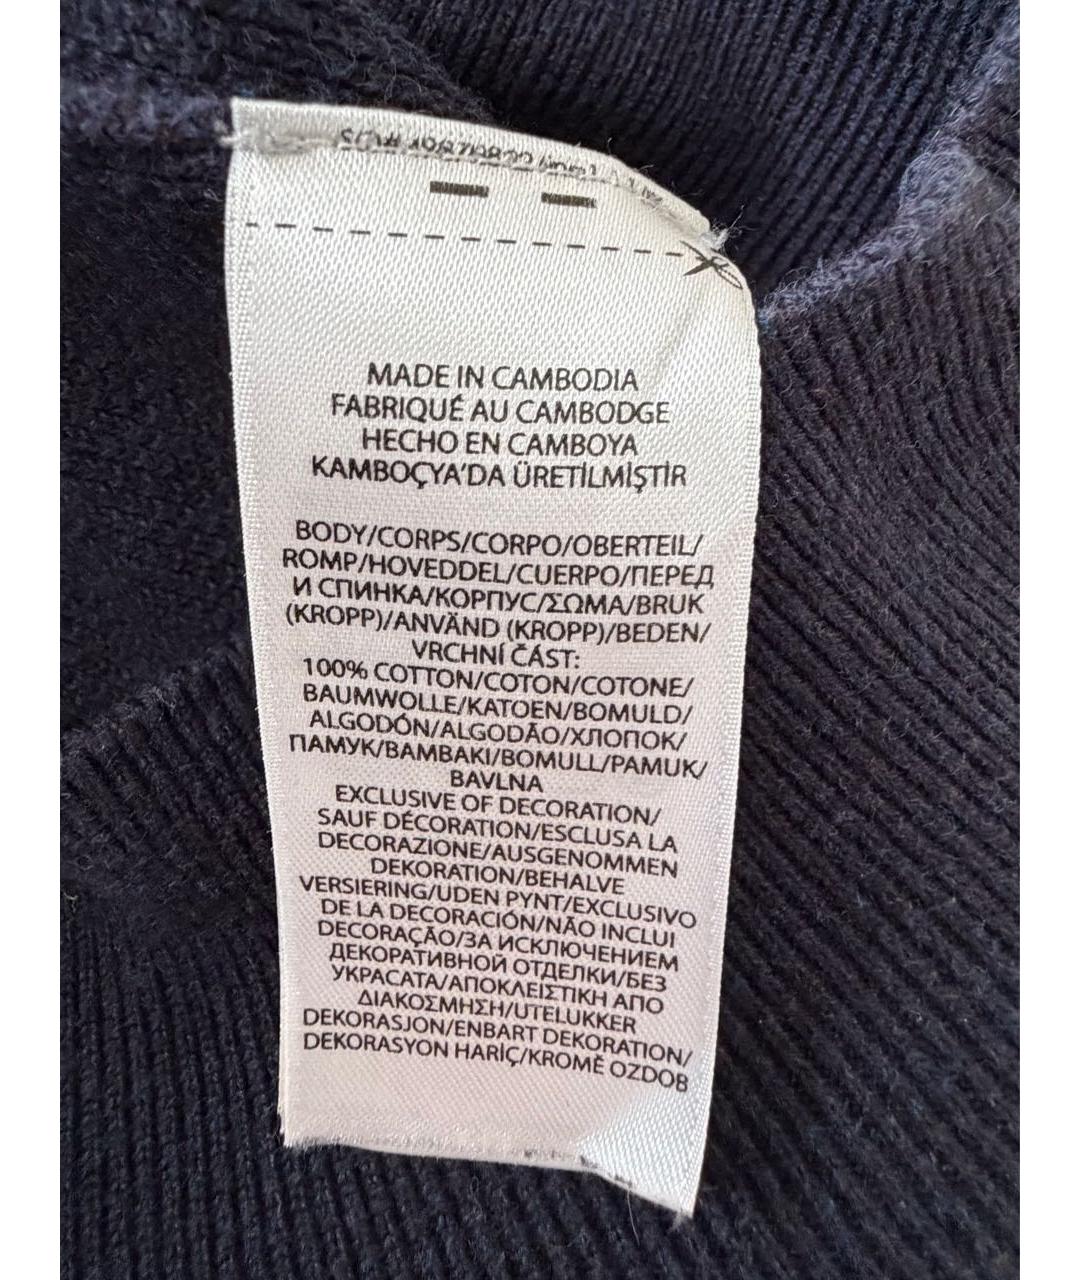 MADE IN CAMBODIA
FABRIQUÉ AU CAMBODGE
HECHO EN CAMBOYA
KAMBOÇYA'DA ÜRETİLMİŞTİR
BODY/CORPS/CORPO/OBERTEIL/
ROMP/HOVEDDEL/CUERPO/ПЕРЕД
И СПИНКА/КОРПУС/ΣΩΜΑ/BRUK
(KROPP)/ANVÄND (KROPP)/BEDEN/
VRCHNÍ ČÁST:
100% COTTON/COTON/COTONE/
BAUMWOLLE/KATOEN/BOMULD/
ALGODÓN/ALGODÃO/ХЛОПОК/
ПАМУК/ΒΑΜΒΑΚΙ/BOMULL/PAMUK/
BAVLNA
EXCLUSIVE OF DECORATION/
SAUF DÉCORATION/ESCLUSA LA
DECORAZIONE/AUSGENOMMEN
DEKORATION/BEHALVE
VERSIERING/UDEN PYNT/EXCLUSIVO
DE LA DECORACIÓN/NÃO INCLUI
DECORAÇÃO/ЗА ИСКЛЮЧЕНИЕМ
ДЕКОРАТИВНОЙ ОТДЕЛКИ/БЕЗ
УКРАСАТА/ΑΠΟΚΛΕΙΣΤΙΚΗ ΑΠΟ
ΔΙΑΚΟΣΜΗΣΗ/UTELUKKER
DEKORASJON/ENBART DEKORATION/
DEKORASYON HARİÇ/KROMĚ OZDOB